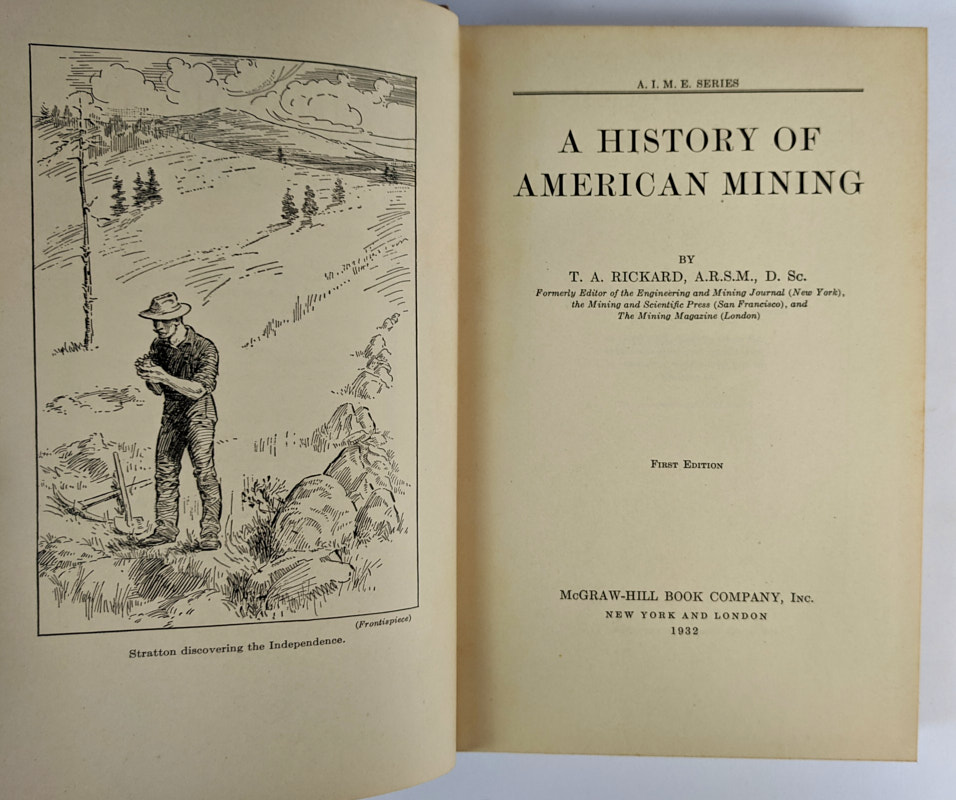 (Frontispiece)
Stratton discovering the Independence.
A. I. M. E. SERIES
A HISTORY OF
AMERICAN MINING
BY
T. A. RICKARD, A.R.S.M., D. Sc.
Formerly Editor of the Engineering and Mining Journal (New York),
the Mining and Scientific Press (San Francisco), and
The Mining Magazine (London)
FIRST EDITION
McGRAW-HILL BOOK COMPANY, INC.
NEW YORK AND LONDON
1932